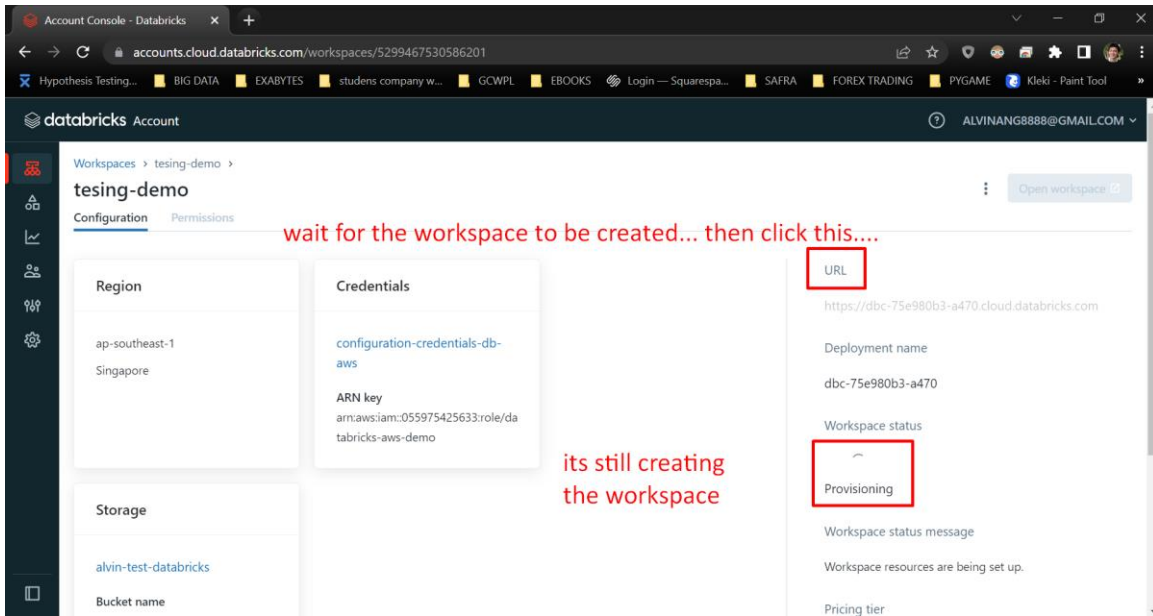 Account Console - Databricks
accounts.cloud.databricks.com/workspaces/5299467530586201
Hypothesis Testing...
BIG DATA
EXABYTES
studens company w...
GCWPL
EBOOKS
Login — Squarespa...
SAFRA
FOREX TRADING
PYGAME
Kleki - Paint Tool
»
databricks Account
ALVINANG8888@GMAIL.COM
Workspaces > tesing-demo >
tesing-demo
Open workspace
Configuration
Permissions
wait for the workspace to be created... then click this....
Region
ap-southeast-1
Singapore
Credentials
configuration-credentials-db-
aws
ARN key
arn:aws:iam::055975425633:role/da
tabricks-aws-demo
its still creating
the workspace
Storage
alvin-test-databricks
Bucket name
URL
https://dbc-75e980b3-a470.cloud.databricks.com
Deployment name
dbc-75e980b3-a470
Workspace status
Provisioning
Workspace status message
Workspace resources are being set up.
Pricing tier